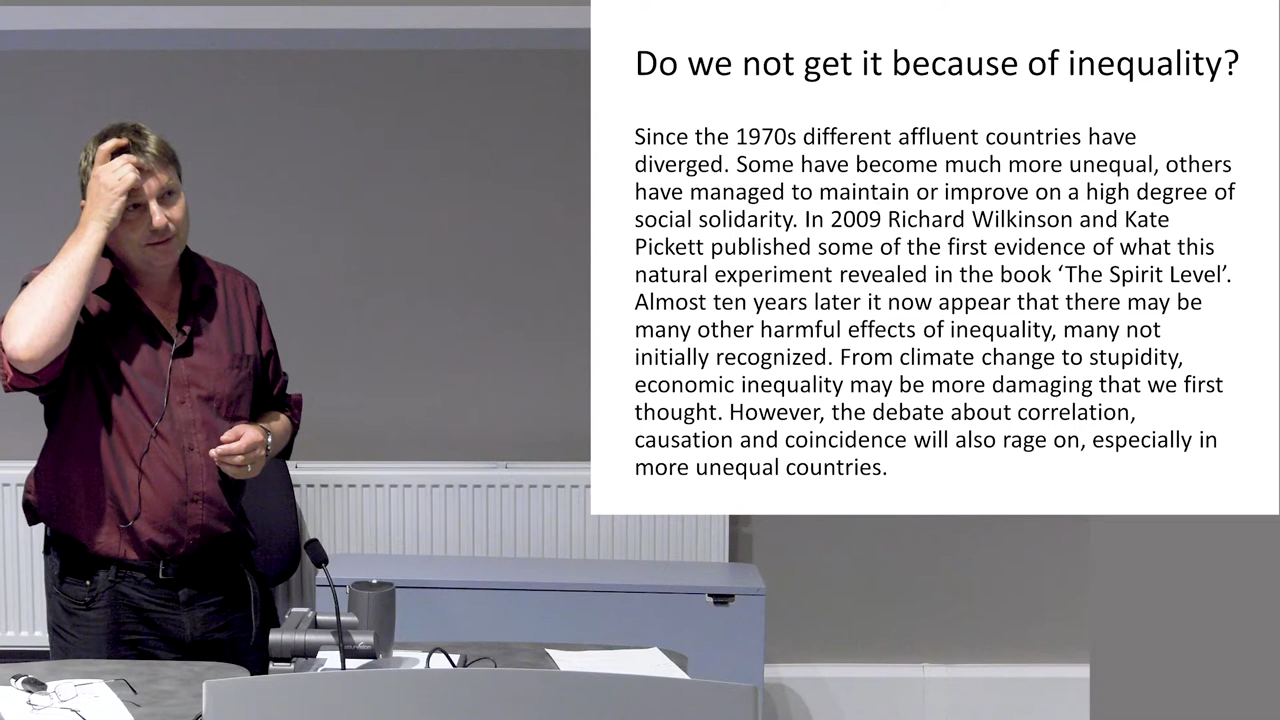 Do we not get it because of inequality?
Since the 1970s different affluent countries have
diverged. Some have become much more unequal, others
have managed to maintain or improve on a high degree of
social solidarity. In 2009 Richard Wilkinson and Kate
Pickett published some of the first evidence of what this
natural experiment revealed in the book ‘The Spirit Level’.
Almost ten years later it now appear that there may be
many other harmful effects of inequality, many not
initially recognized. From climate change to stupidity,
economic inequality may be more damaging that we first
thought. However, the debate about correlation,
causation and coincidence will also rage on, especially in
more unequal countries.